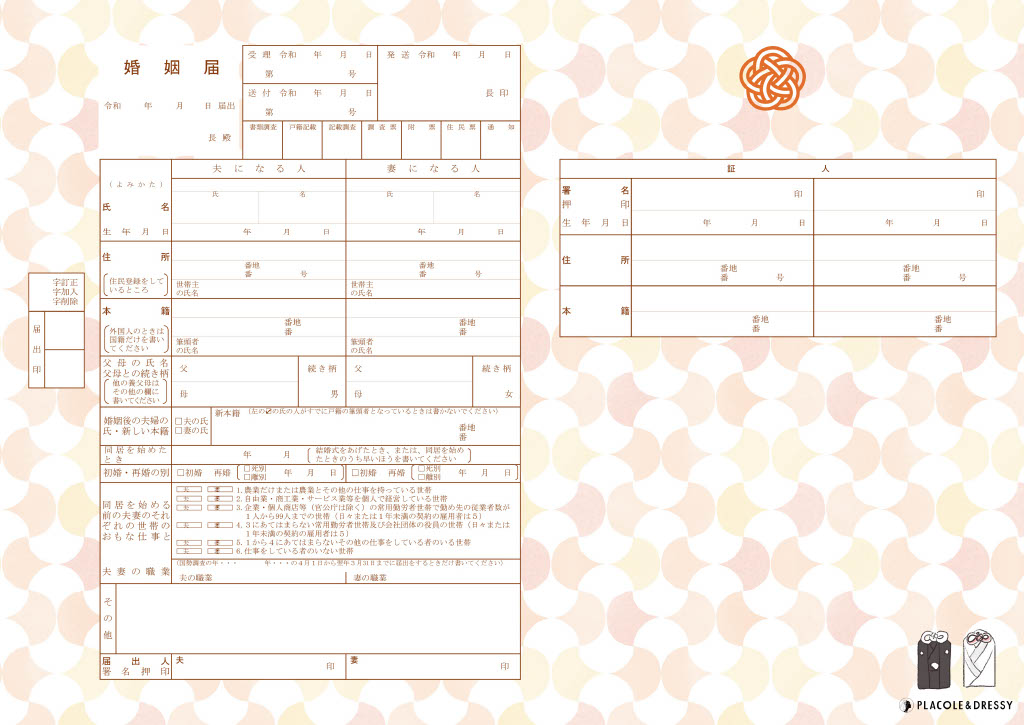 婚姻届
令和 年 月 日 届出
長 殿
受 理 令和 年 月 日
第 号
送 付 令和 年 月 日
第 号
発 送 令和 年 月 日
長 印
書類調査 戸籍記載 記載調査 調 査 票 附 票 住 民 票 通 知
夫 に な る 人 妻 に な る 人
(よみかた)
氏 名 氏 名
氏 名
生 年 月 日 年 月 日 年 月 日
住 所
番地 番地
番 号 番 号
住民登録をして
いるところ
世帯主 世帯主
の氏名 の氏名
本 籍
番地 番地
番 番
外国人のときは
国籍だけを書い
てください
筆頭者 筆頭者
の氏名 の氏名
父母の氏名
父母との続き柄
他の養父母は
その他の欄に
書いてください
父 続き柄 父 続き柄
母 男 母 女
婚姻後の夫婦の
氏・新しい本籍
□夫の氏
□妻の氏
新本籍 (左の☑の氏の人がすでに戸籍の筆頭者となっているときは書かないでください)
番地
番
同居を始めた
とき
年 月
結婚式をあげたとき、または、同居を始め
たときのうち早いほうを書いてください
初婚・再婚の別
□初婚 再婚 □死別 年 月 日 □初婚 再婚 □死別 年 月 日
□離別 □離別
同居を始める
前の夫妻のそれ
ぞれの世帯の
おもな仕事と
夫 妻 1.農業だけまたは農業とその他の仕事を持っている世帯
夫 妻 2.自由業・商工業・サービス業等を個人で経営している世帯
夫 妻 3.企業・個人商店等(官公庁は除く)の常用勤労者世帯で勤め先の従業者数が
1人から99人までの世帯(日々または1年未満の契約の雇用者は5)
夫 妻 4.3にあてはまらない常用勤労者世帯及び会社団体の役員の世帯(日々または
1年未満の契約の雇用者は5)
夫 妻 5.1から4にあてはまらないその他の仕事をしている者のいる世帯
夫 妻 6.仕事をしている者のいない世帯
夫妻の職業
(国勢調査の年・・・ 年・・・の4月1日から翌年3月31日までに届出をするときだけ書いてください)
夫の職業 妻の職業
その他
届 出 人
署 名 押 印
夫 印 妻 印
字訂正
字加入
字削除
届出印
証 人
署 名
押 印
印 印
生 年 月 日 年 月 日 年 月 日
住 所
番地 番地
番 号 番 号
本 籍
番地 番地
番 番
PLACOLE&DRESSY